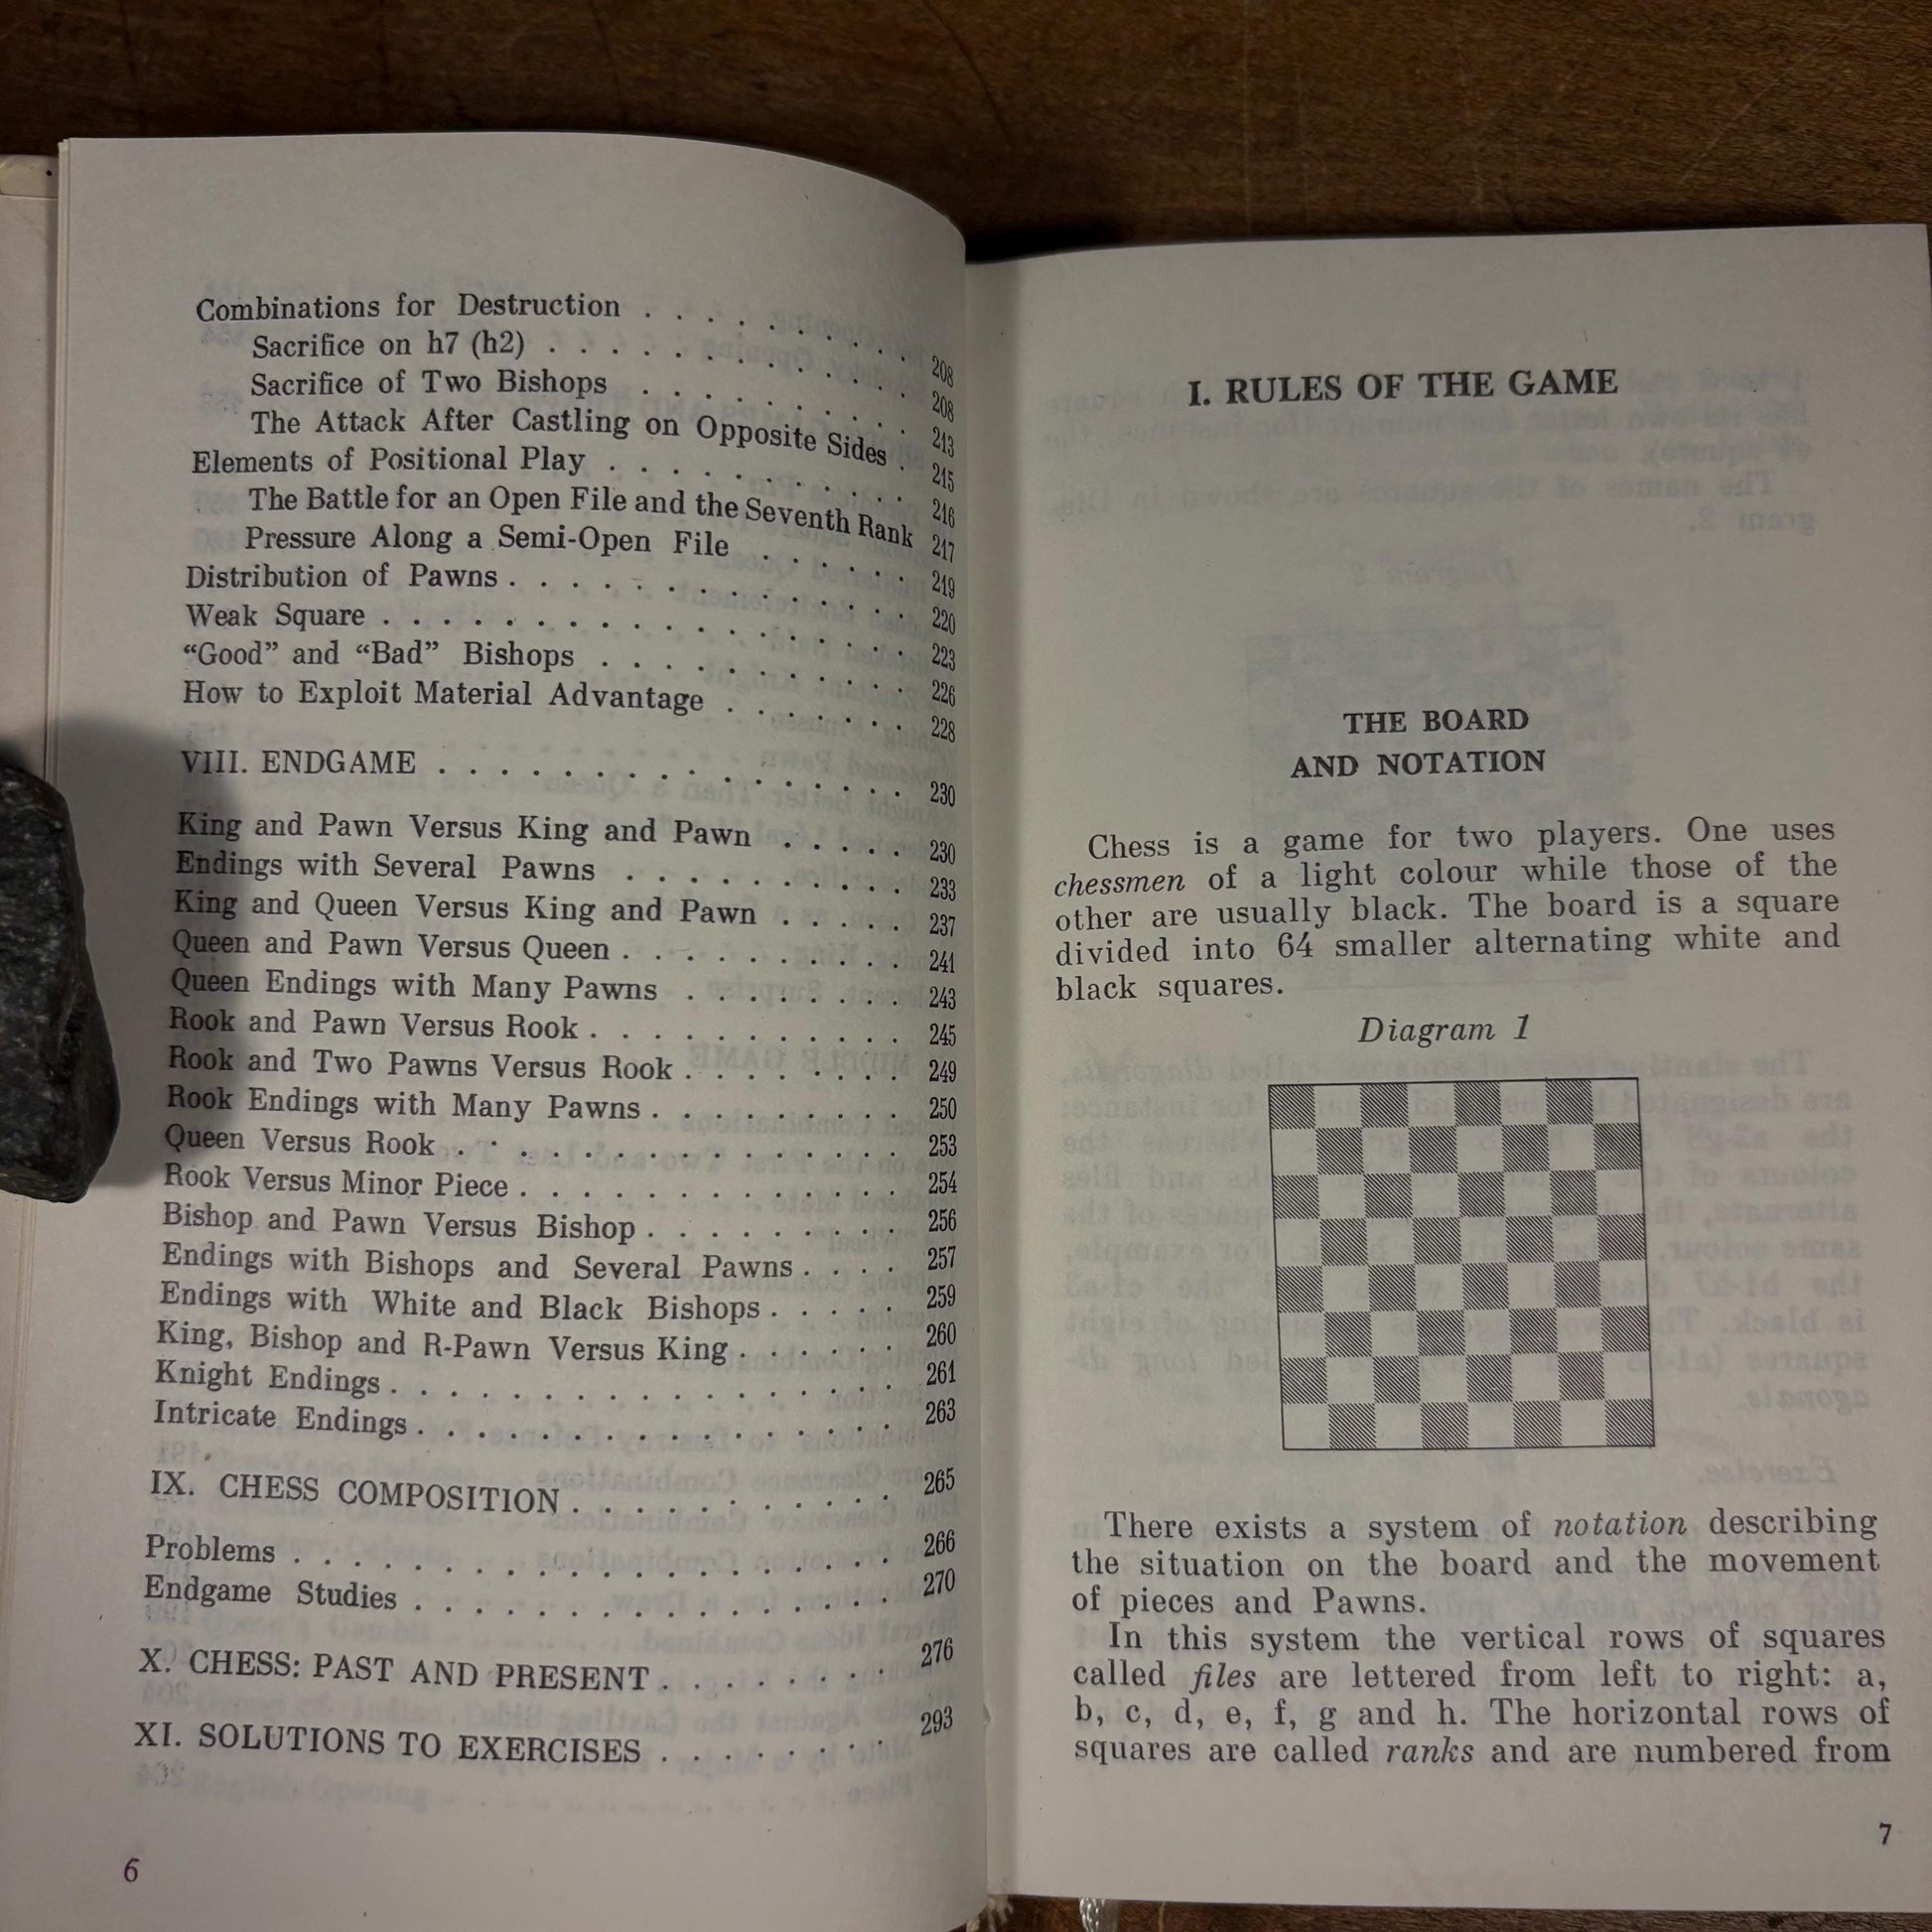 Combinations for Destruction . . . . . . . . . 208
Sacrifice on h7 (h2) . . . . . . . . . . . . 208
Sacrifice of Two Bishops . . . . . . . . . 213
The Attack After Castling on Opposite Sides . 215
Elements of Positional Play . . . . . . . . . . 216
The Battle for an Open File and the Seventh Rank 217
Pressure Along a Semi-Open File . . . . . . 219
Distribution of Pawns . . . . . . . . . . . . . 220
Weak Square . . . . . . . . . . . . . . . . . 223
“Good” and “Bad” Bishops . . . . . . . . . . 226
How to Exploit Material Advantage . . . . . . . 228
VIII. ENDGAME . . . . . . . . . . . . . . . 230
King and Pawn Versus King and Pawn . . . . . 230
Endings with Several Pawns . . . . . . . . . . 233
King and Queen Versus King and Pawn . . . . . 237
Queen and Pawn Versus Queen . . . . . . . . . . 241
Queen Endings with Many Pawns . . . . . . . . 243
Rook and Pawn Versus Rook . . . . . . . . . . . 245
Rook and Two Pawns Versus Rook . . . . . . . . 249
Rook Endings with Many Pawns . . . . . . . . . 250
Queen Versus Rook . . . . . . . . . . . . . . 253
Rook Versus Minor Piece . . . . . . . . . . . . . 254
Bishop and Pawn Versus Bishop . . . . . . . . . 256
Endings with Bishops and Several Pawns . . . . 257
Endings with White and Black Bishops . . . . . 259
King, Bishop and R-Pawn Versus King . . . . . . 260
Knight Endings . . . . . . . . . . . . . . . . . 261
Intricate Endings . . . . . . . . . . . . . . . . 263
IX. CHESS COMPOSITION . . . . . . . . . . . 265
Problems . . . . . . . . . . . . . . . . . . . . 266
Endgame Studies . . . . . . . . . . . . . . . . 270
X. CHESS: PAST AND PRESENT . . . . . . . . 276
XI. SOLUTIONS TO EXERCISES . . . . . . . . 293
6
I. RULES OF THE GAME
THE BOARD
AND NOTATION
Chess is a game for two players. One uses
chessmen of a light colour while those of the
other are usually black. The board is a square
divided into 64 smaller alternating white and
black squares.
Diagram 1
There exists a system of notation describing
the situation on the board and the movement
of pieces and Pawns.
In this system the vertical rows of squares
called files are lettered from left to right: a,
b, c, d, e, f, g and h. The horizontal rows of
squares are called ranks and are numbered from
7